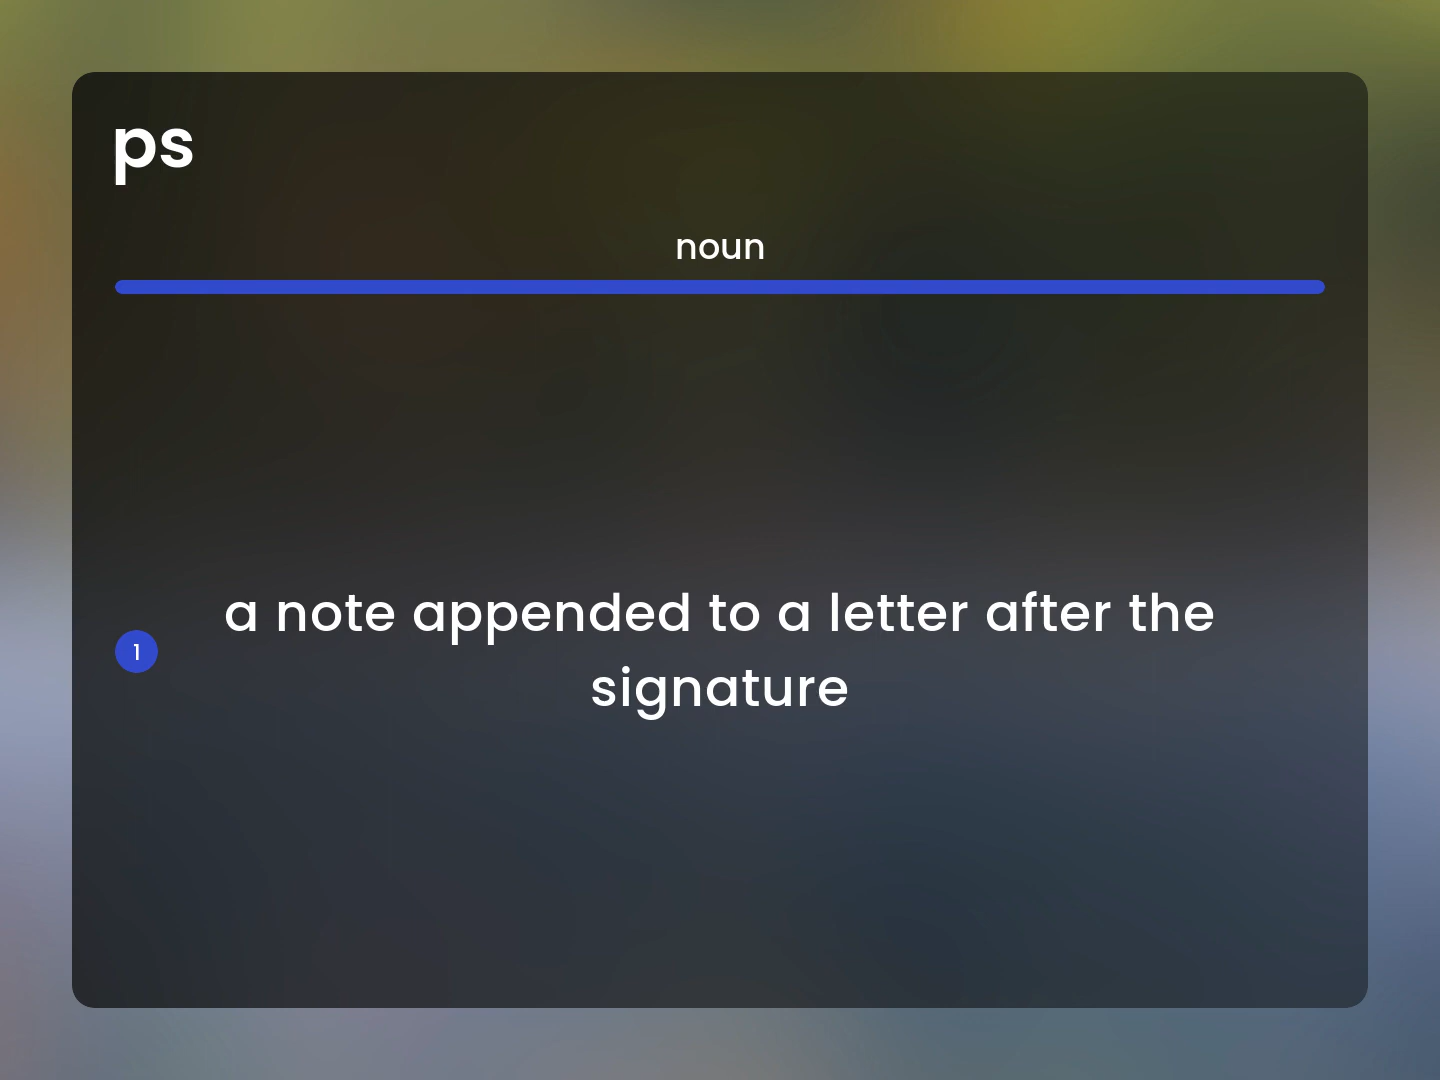 ps
noun
1
a note appended to a letter after the
signature